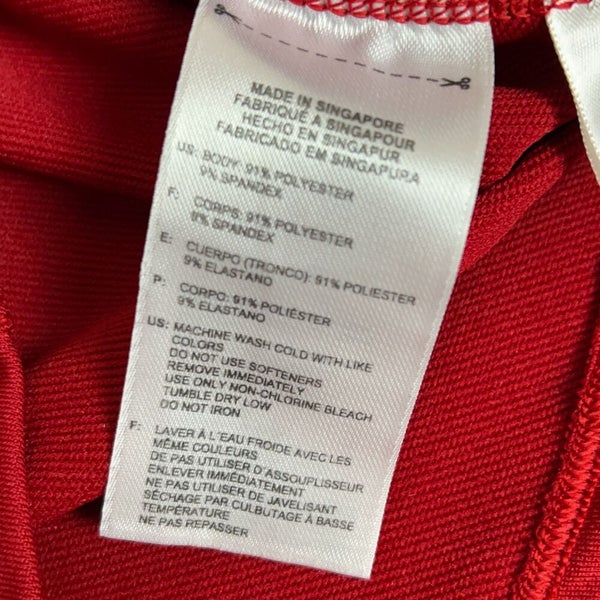 MADE IN SINGAPORE
FABRIQUÉ A SINGAPOUR
HECHO EN SINGAPUR
FABRICADO EM SINGAPURA
US: BODY: 91% POLYESTER
9% SPANDEX
F: CORPS: 91% POLYESTER
9% SPANDEX
E: CUERPO (TRONCO): 91% POLIESTER
9% ELASTANO
P: CORPO: 91% POLIÉSTER
9% ELASTANO
US: MACHINE WASH COLD WITH LIKE
COLORS
DO NOT USE SOFTENERS
REMOVE IMMEDIATELY
USE ONLY NON-CHLORINE BLEACH
TUMBLE DRY LOW
DO NOT IRON
F: LAVER À L'EAU FROIDE AVEC LES
MÊME COULEURS
DE PAS UTILISER D'ASSOUPLISSEUR
ENLEVER IMMÉDIATEMENT
NE PAS UTILISER DE JAVELISANT
SÉCHAGE PAR CULBUTAGE À BASSE
TEMPÉRATURE
NE PAS REPASSER